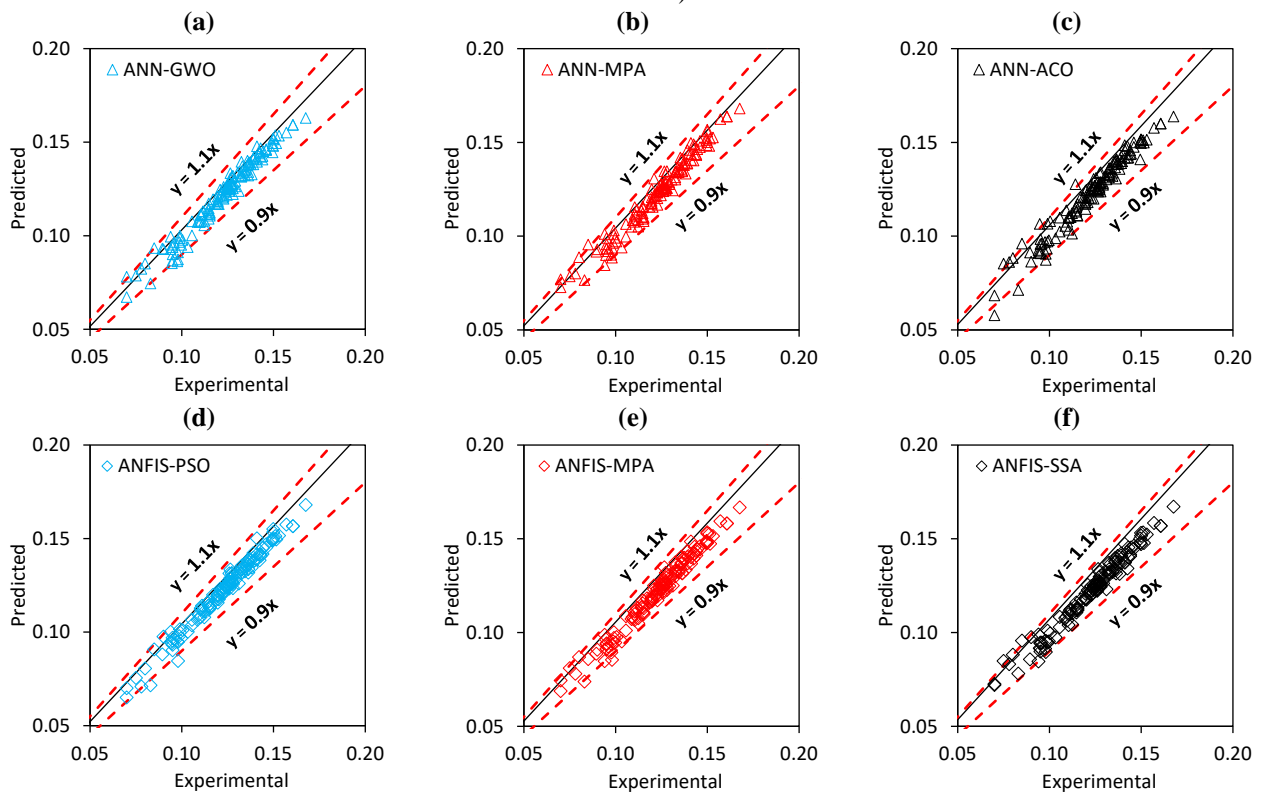 (a)
0.20
ANN-GWO
y = 1.1x
0.15
Predicted
y = 0.9x
0.10
0.05
0.05 0.10 0.15 0.20
Experimental
(b)
0.20
ANN-MPA
y = 1.1x
0.15
Predicted
y = 0.9x
0.10
0.05
0.05 0.10 0.15 0.20
Experimental
(c)
0.20
ANN-ACO
y = 1.1x
0.15
Predicted
y = 0.9x
0.10
0.05
0.05 0.10 0.15 0.20
Experimental
(d)
0.20
ANFIS-PSO
y = 1.1x
0.15
Predicted
y = 0.9x
0.10
0.05
0.05 0.10 0.15 0.20
Experimental
(e)
0.20
ANFIS-MPA
y = 1.1x
0.15
Predicted
y = 0.9x
0.10
0.05
0.05 0.10 0.15 0.20
Experimental
(f)
0.20
ANFIS-SSA
y = 1.1x
0.15
Predicted
y = 0.9x
0.10
0.05
0.05 0.10 0.15 0.20
Experimental